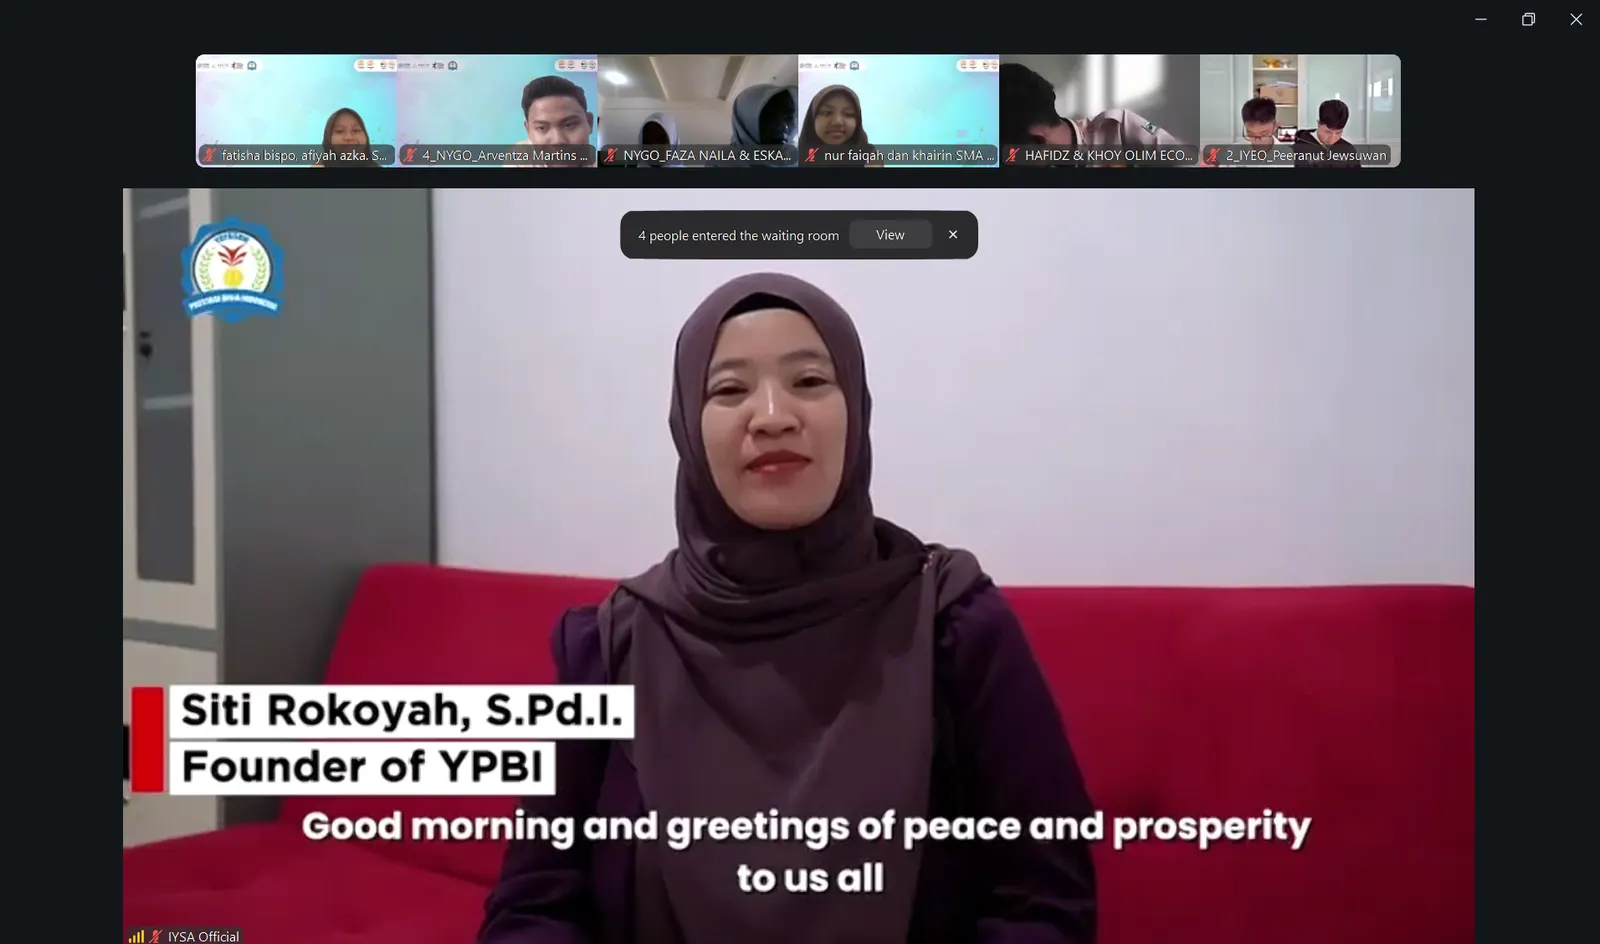 fatisha bispo, afiyah azka. S...
4_NYGO_Arventza Martins ...
NYGO_FAZA NAILA & ESKA...
nur faiqah dan khairin SMA ...
HAFIDZ & KHOY OLIM ECO...
2_IYEO_Peeranut Jewsuwan
4 people entered the waiting room
View
Siti Rokoyah, S.Pd.I.
Founder of YPBI
Good morning and greetings of peace and prosperity
to us all
IYSA Official